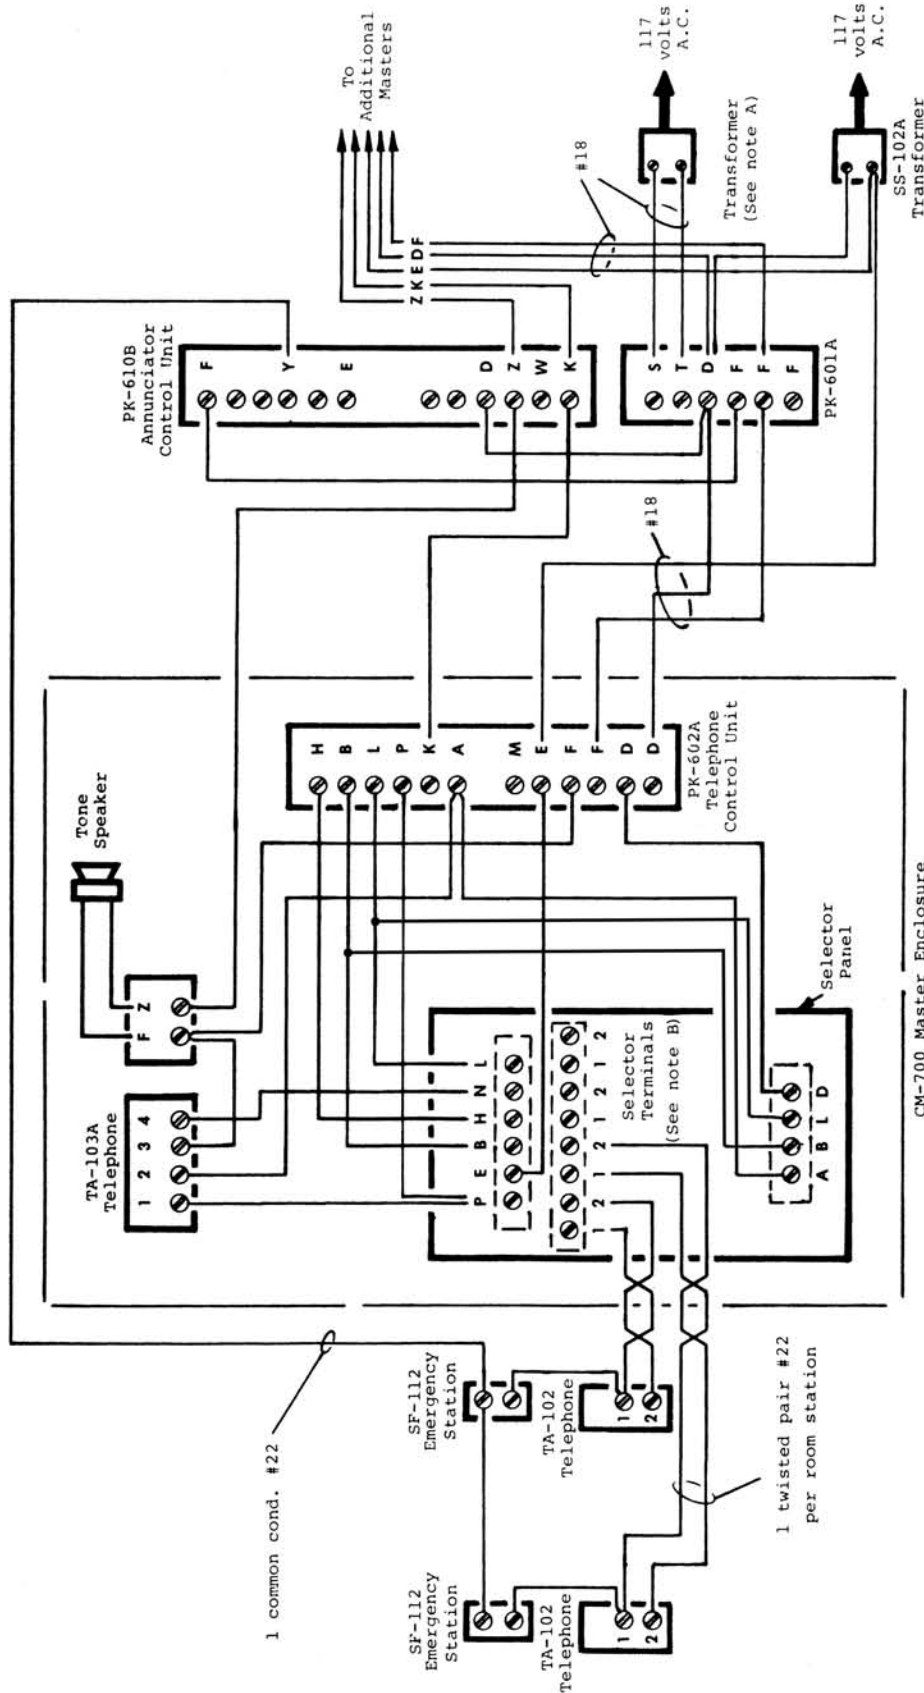 1 common cond. #22
SF-112
Emergency
Station
TA-102
Telephone
1
2
SF-112
Emergency
Station
TA-102
Telephone
1
2
1 twisted pair #22
per room station
TA-103A
Telephone
1 2 3 4
F Z
Tone
Speaker
P E B H N L
1 2 1 2 1 2 1 2
Selector
Terminals
(See note B)
A B L D
Selector
Panel
CM-700 Master Enclosure
H
B
L
P
K
A
M
E
F
F
D
D
PK-602A
Telephone
Control Unit
#18
PK-610B
Annunciator
Control Unit
F
Y
E
D
Z
W
K
S
T
D
F
F
F
PK-601A
Z K E D F
To
Additional
Masters
#18
Transformer
(See note A)
117
volts
A.C.
SS-102A
Transformer
117
volts
A.C.